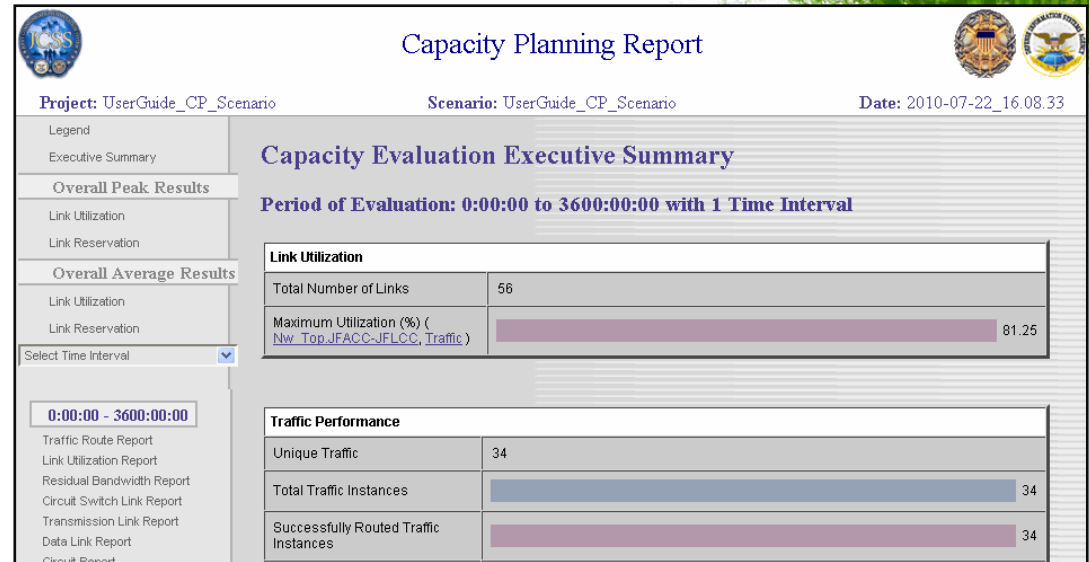 JCSS
Capacity Planning Report
Project: UserGuide_CP_Scenario
Scenario: UserGuide_CP_Scenario
Date: 2010-07-22_16.08.33
Legend
Executive Summary
Overall Peak Results
Link Utilization
Link Reservation
Overall Average Results
Link Utilization
Link Reservation
Select Time Interval
0:00:00 - 3600:00:00
Traffic Route Report
Link Utilization Report
Residual Bandwidth Report
Circuit Switch Link Report
Transmission Link Report
Data Link Report
Circuit Report
Capacity Evaluation Executive Summary
Period of Evaluation: 0:00:00 to 3600:00:00 with 1 Time Interval
Link Utilization
Total Number of Links 56
Maximum Utilization (%) (
Nw_Top.JFACC-JFLCC, Traffic ) 81.25
Traffic Performance
Unique Traffic 34
Total Traffic Instances 34
Successfully Routed Traffic
Instances 34